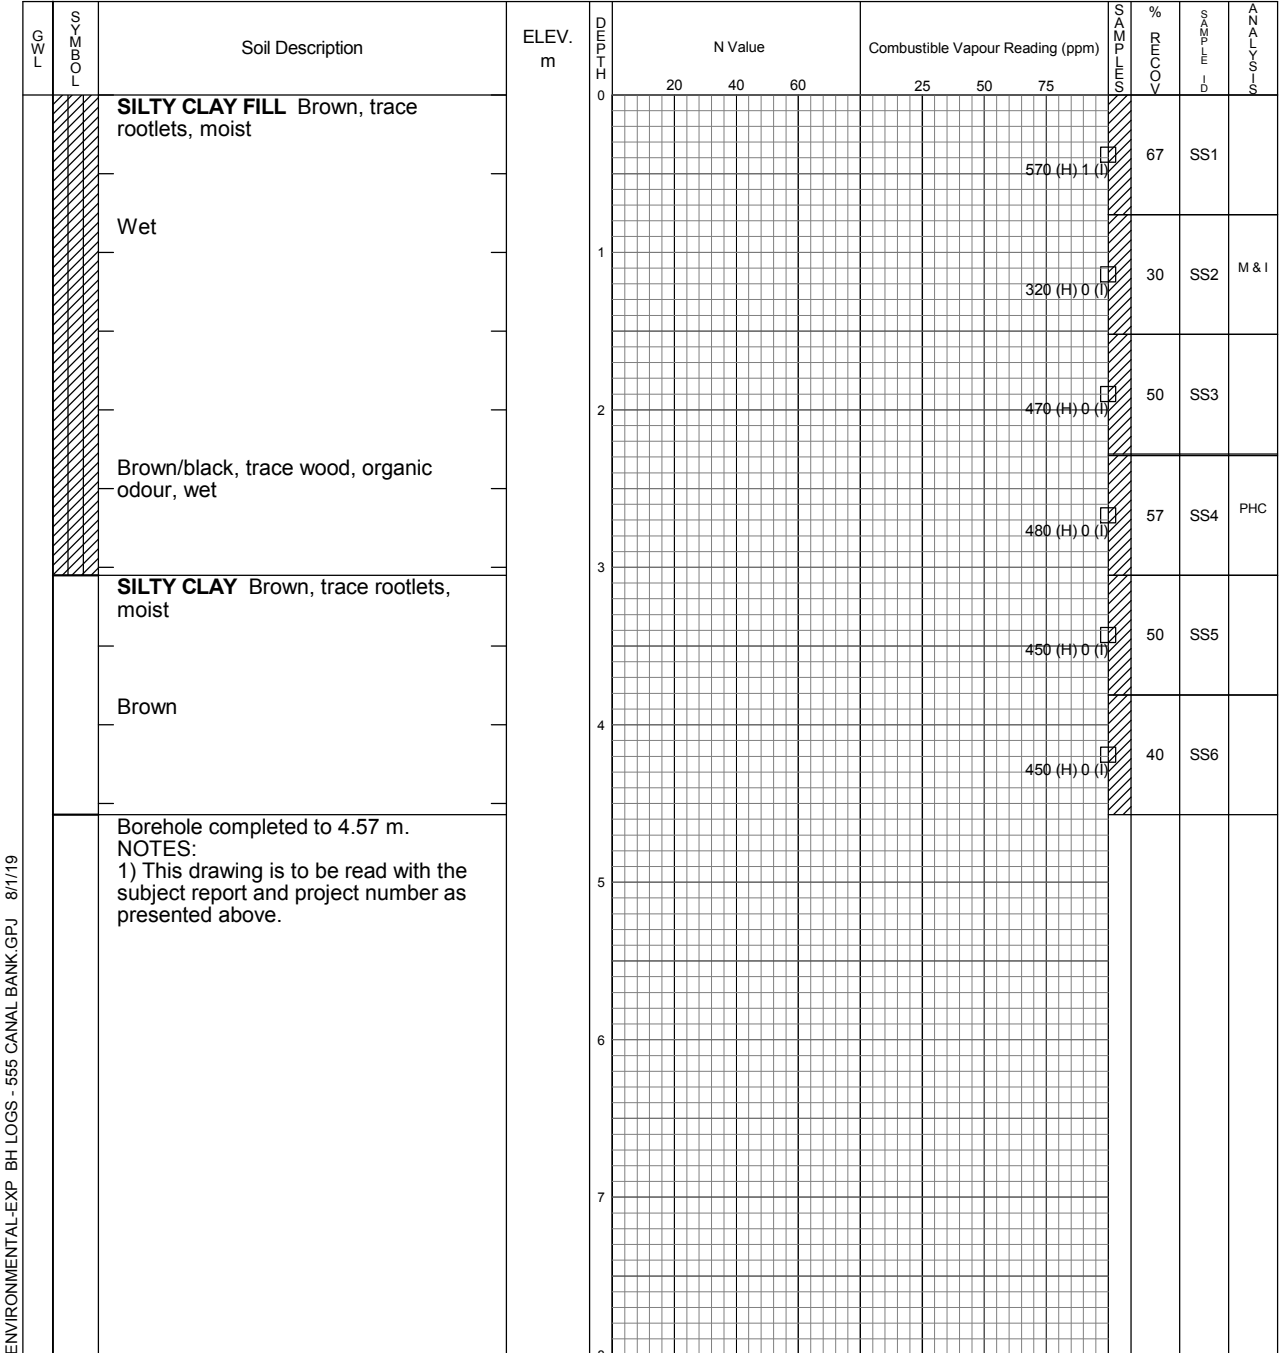 GWL
SYMBOL
Soil Description
ELEV.
m
DEPTH
N Value
20 40 60
Combustible Vapour Reading (ppm)
25 50 75
SAMPLES
% RECOV
SAMPLE ID
ANALYSIS
0
SILTY CLAY FILL Brown, trace
rootlets, moist
570 (H) 1 (I) 67 SS1
Wet
1
320 (H) 0 (I) 30 SS2 M & I
2
470 (H) 0 (I) 50 SS3
Brown/black, trace wood, organic
odour, wet
480 (H) 0 (I) 57 SS4 PHC
3
SILTY CLAY Brown, trace rootlets,
moist
450 (H) 0 (I) 50 SS5
Brown
4
450 (H) 0 (I) 40 SS6
Borehole completed to 4.57 m.
NOTES:
1) This drawing is to be read with the
subject report and project number as
presented above.
5
6
7
ENVIRONMENTAL-EXP BH LOGS - 555 CANAL BANK.GPJ 8/1/19